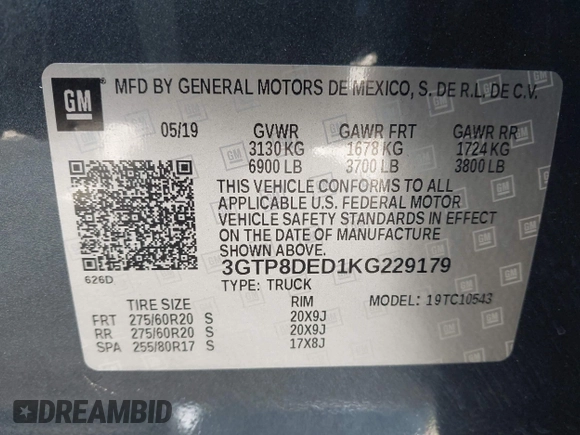 GM
MFD BY GENERAL MOTORS DE MEXICO, S. DE R.L. DE C.V.
05/19 GVWR GAWR FRT GAWR RR
3130 KG 1678 KG 1724 KG
6900 LB 3700 LB 3800 LB
THIS VEHICLE CONFORMS TO ALL
APPLICABLE U.S. FEDERAL MOTOR
VEHICLE SAFETY STANDARDS IN EFFECT
ON THE DATE OF MANUFACTURE
SHOWN ABOVE.
626D
3GTP8DED1KG229179
TYPE: TRUCK MODEL: 19TC10543
TIRE SIZE RIM
FRT 275/60R20 S 20X9J
RR 275/60R20 S 20X9J
SPA 255/80R17 S 17X8J
DREAMBID